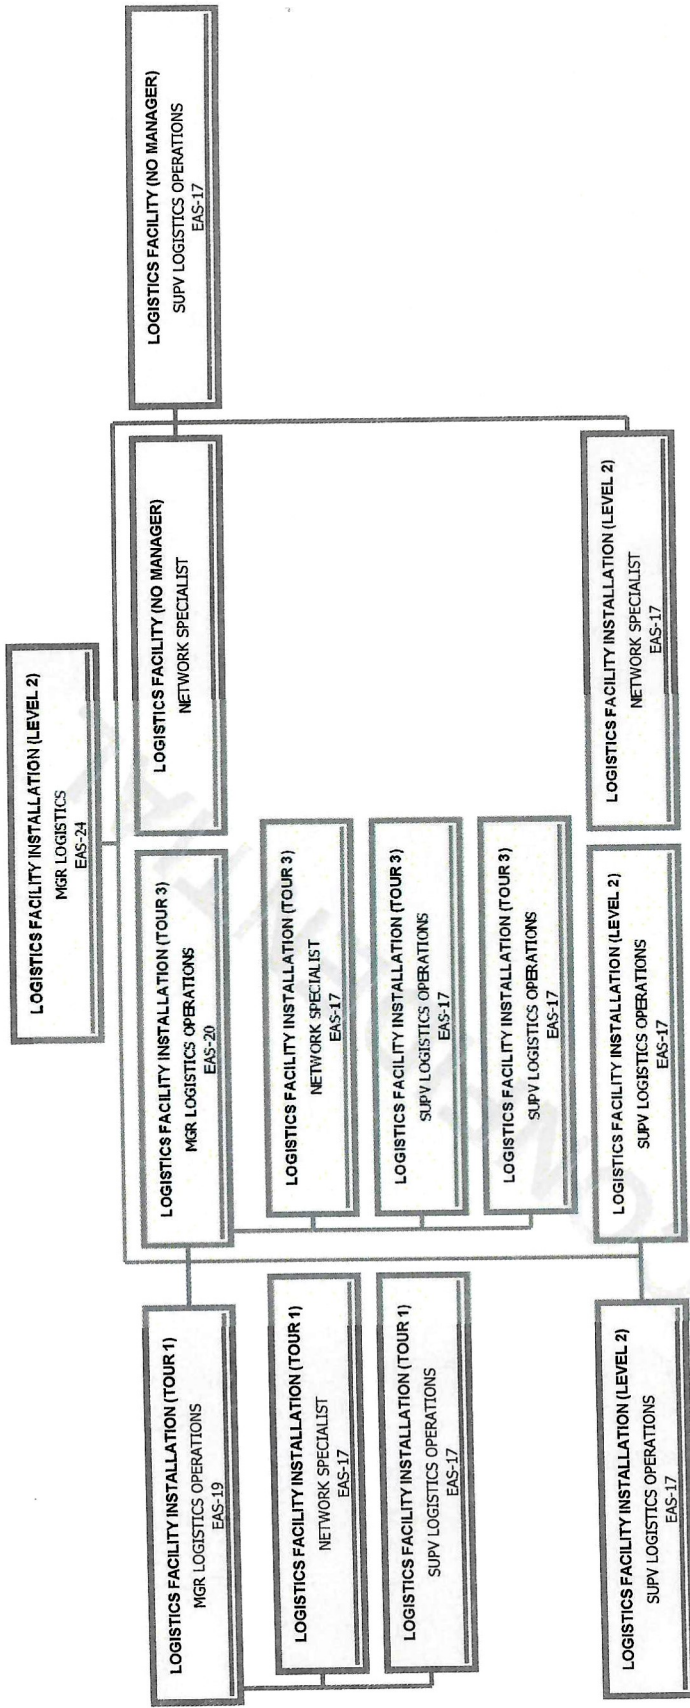 LOGISTICS FACILITY INSTALLATION (LEVEL 2)
MGR LOGISTICS
EAS-24
LOGISTICS FACILITY INSTALLATION (TOUR 1)
MGR LOGISTICS OPERATIONS
EAS-19
LOGISTICS FACILITY INSTALLATION (TOUR 3)
MGR LOGISTICS OPERATIONS
EAS-20
LOGISTICS FACILITY (NO MANAGER)
NETWORK SPECIALIST
LOGISTICS FACILITY (NO MANAGER)
SUPV LOGISTICS OPERATIONS
EAS-17
LOGISTICS FACILITY INSTALLATION (TOUR 1)
NETWORK SPECIALIST
EAS-17
LOGISTICS FACILITY INSTALLATION (TOUR 3)
NETWORK SPECIALIST
EAS-17
LOGISTICS FACILITY INSTALLATION (TOUR 1)
SUPV LOGISTICS OPERATIONS
EAS-17
LOGISTICS FACILITY INSTALLATION (TOUR 3)
SUPV LOGISTICS OPERATIONS
EAS-17
LOGISTICS FACILITY INSTALLATION (TOUR 3)
SUPV LOGISTICS OPERATIONS
EAS-17
LOGISTICS FACILITY INSTALLATION (LEVEL 2)
SUPV LOGISTICS OPERATIONS
EAS-17
LOGISTICS FACILITY INSTALLATION (LEVEL 2)
SUPV LOGISTICS OPERATIONS
EAS-17
LOGISTICS FACILITY INSTALLATION (LEVEL 2)
NETWORK SPECIALIST
EAS-17